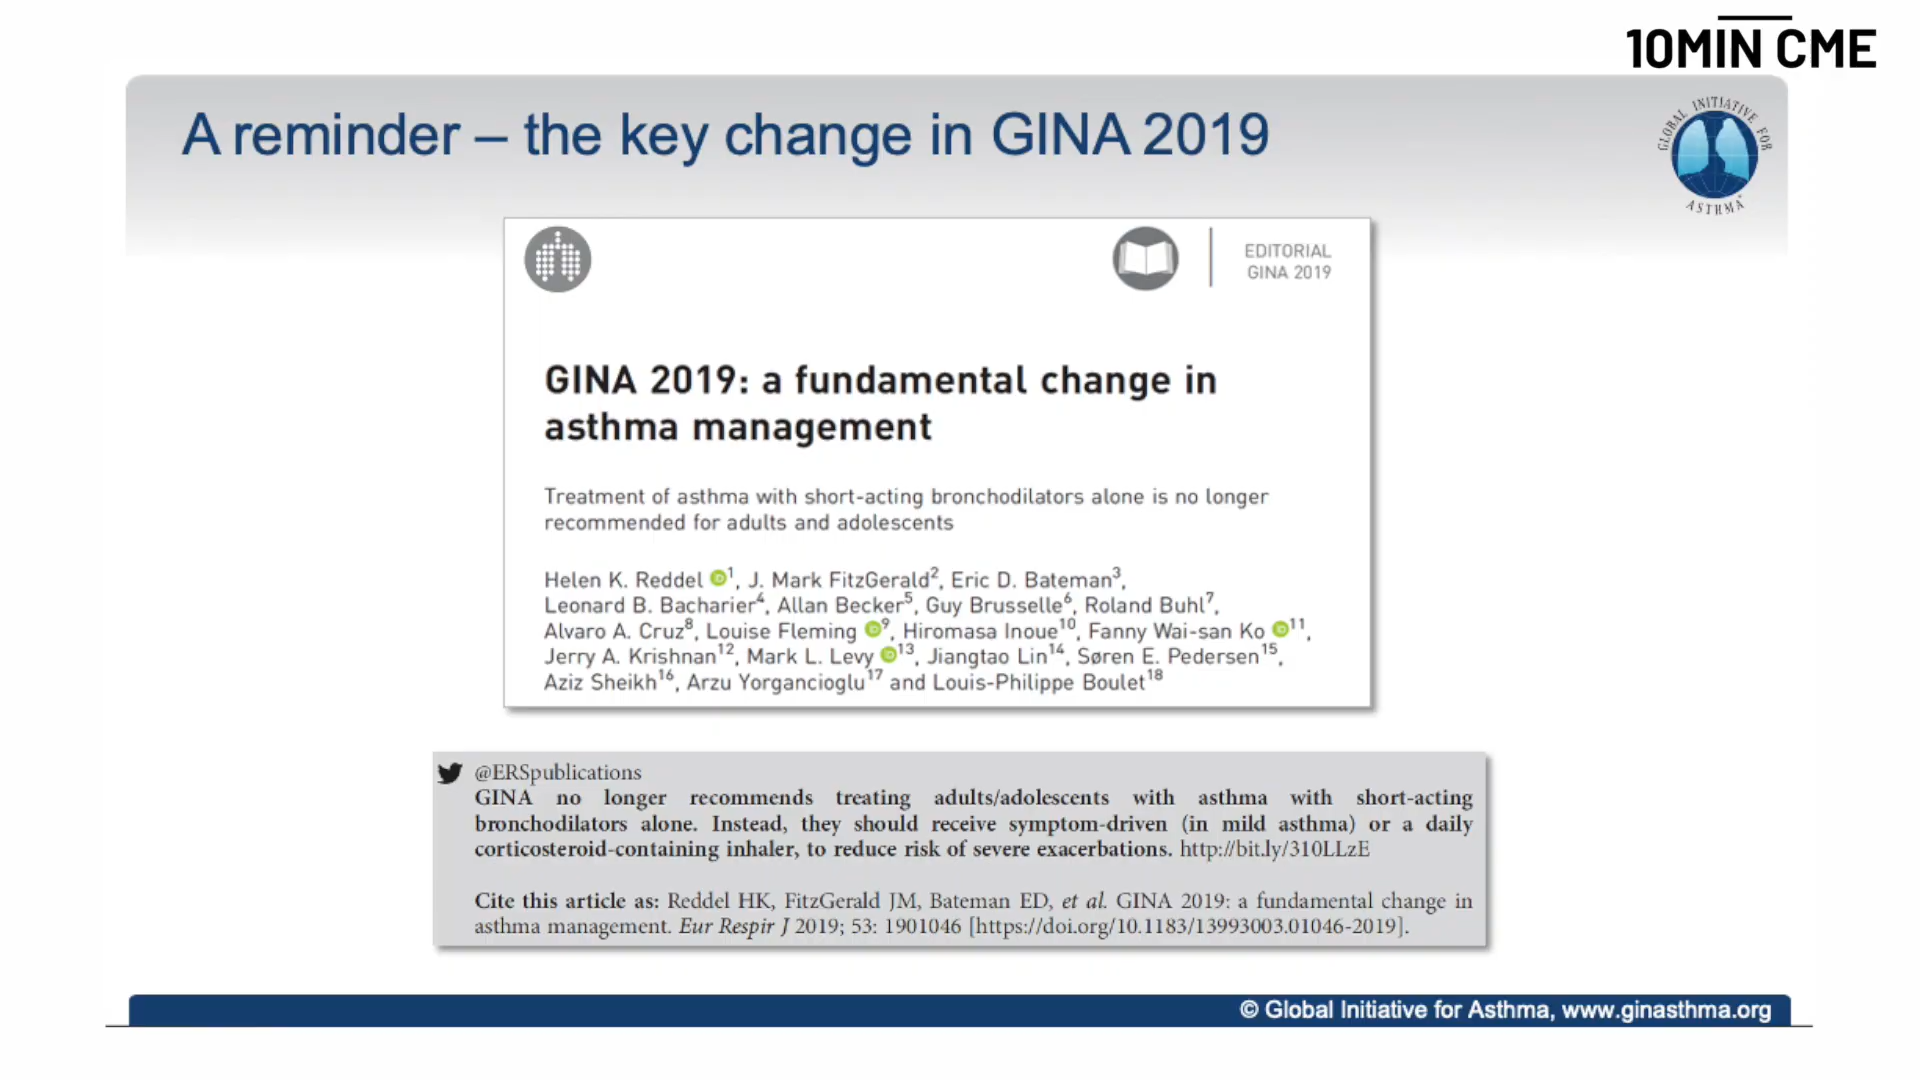 10MIN CME
A reminder – the key change in GINA 2019
GLOBAL INITIATIVE FOR
ASTHMA
EDITORIAL
GINA 2019
GINA 2019: a fundamental change in
asthma management
Treatment of asthma with short-acting bronchodilators alone is no longer
recommended for adults and adolescents
Helen K. Reddel iD1, J. Mark FitzGerald2, Eric D. Bateman3,
Leonard B. Bacharier4, Allan Becker5, Guy Brusselle6, Roland Buhl7,
Alvaro A. Cruz8, Louise Fleming iD9, Hiromasa Inoue10, Fanny Wai-san Ko iD11,
Jerry A. Krishnan12, Mark L. Levy iD13, Jiangtao Lin14, Søren E. Pedersen15,
Aziz Sheikh16, Arzu Yorgancioglu17 and Louis-Philippe Boulet18
@ERSpublications
GINA no longer recommends treating adults/adolescents with asthma with short-acting
bronchodilators alone. Instead, they should receive symptom-driven (in mild asthma) or a daily
corticosteroid-containing inhaler, to reduce risk of severe exacerbations. http://bit.ly/310LLzE
Cite this article as: Reddel HK, FitzGerald JM, Bateman ED, et al. GINA 2019: a fundamental change in
asthma management. Eur Respir J 2019; 53: 1901046 [https://doi.org/10.1183/13993003.01046-2019].
© Global Initiative for Asthma, www.ginasthma.org